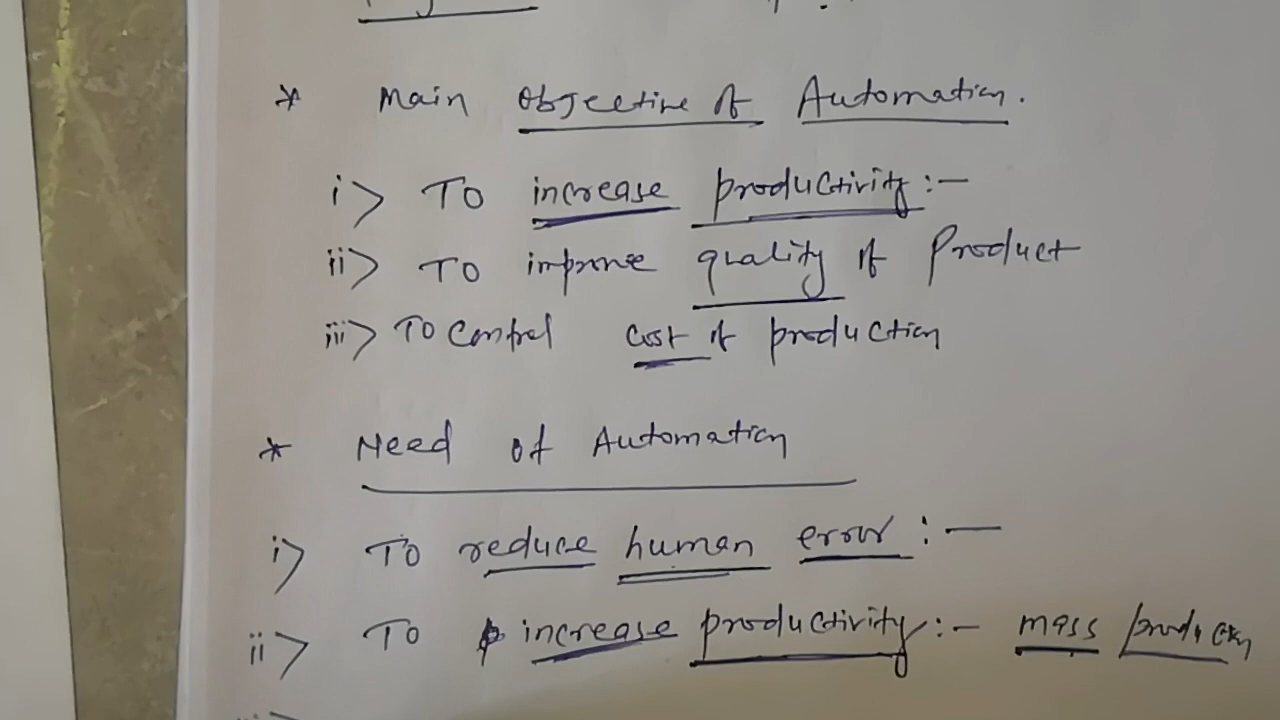 * Main Objective of Automation.
i> To increase productivity :-
ii> To improve quality of Product
iii> To Control Cost of production
* Need of Automation
i> To reduce human error :-
ii> To increase productivity :- mass production